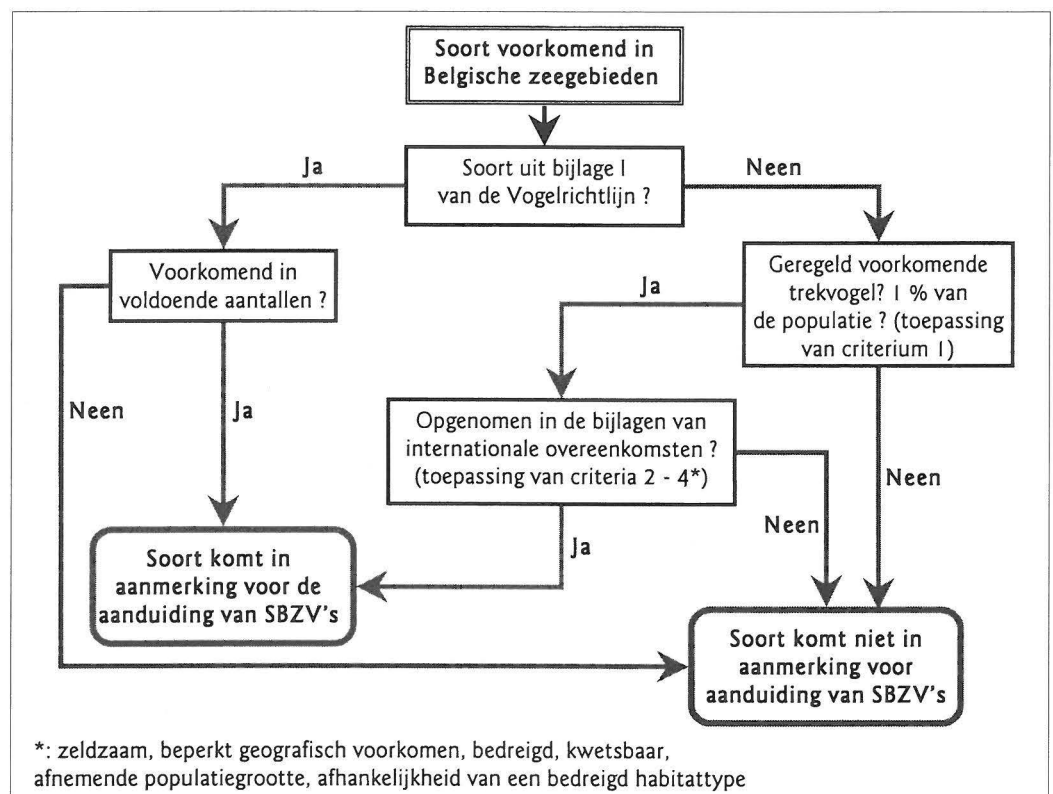 Soort voorkomend in
Belgische zeegebieden
Ja
Soort uit bijlage I
van de Vogelrichtlijn ?
Neen
Voorkomend in
voldoende aantallen ?
Ja
Geregeld voorkomende
trekvogel? 1 % van
de populatie ? (toepassing
van criterium 1)
Neen
Ja
Opgenomen in de bijlagen van
internationale overeenkomsten ?
(toepassing van criteria 2 - 4*)
Neen
Neen
Ja
Soort komt in
aanmerking voor de
aanduiding van SBZV's
Soort komt niet in
aanmerking voor
aanduiding van SBZV's
*: zeldzaam, beperkt geografisch voorkomen, bedreigd, kwetsbaar,
afnemende populatiegrootte, afhankelijkheid van een bedreigd habitattype